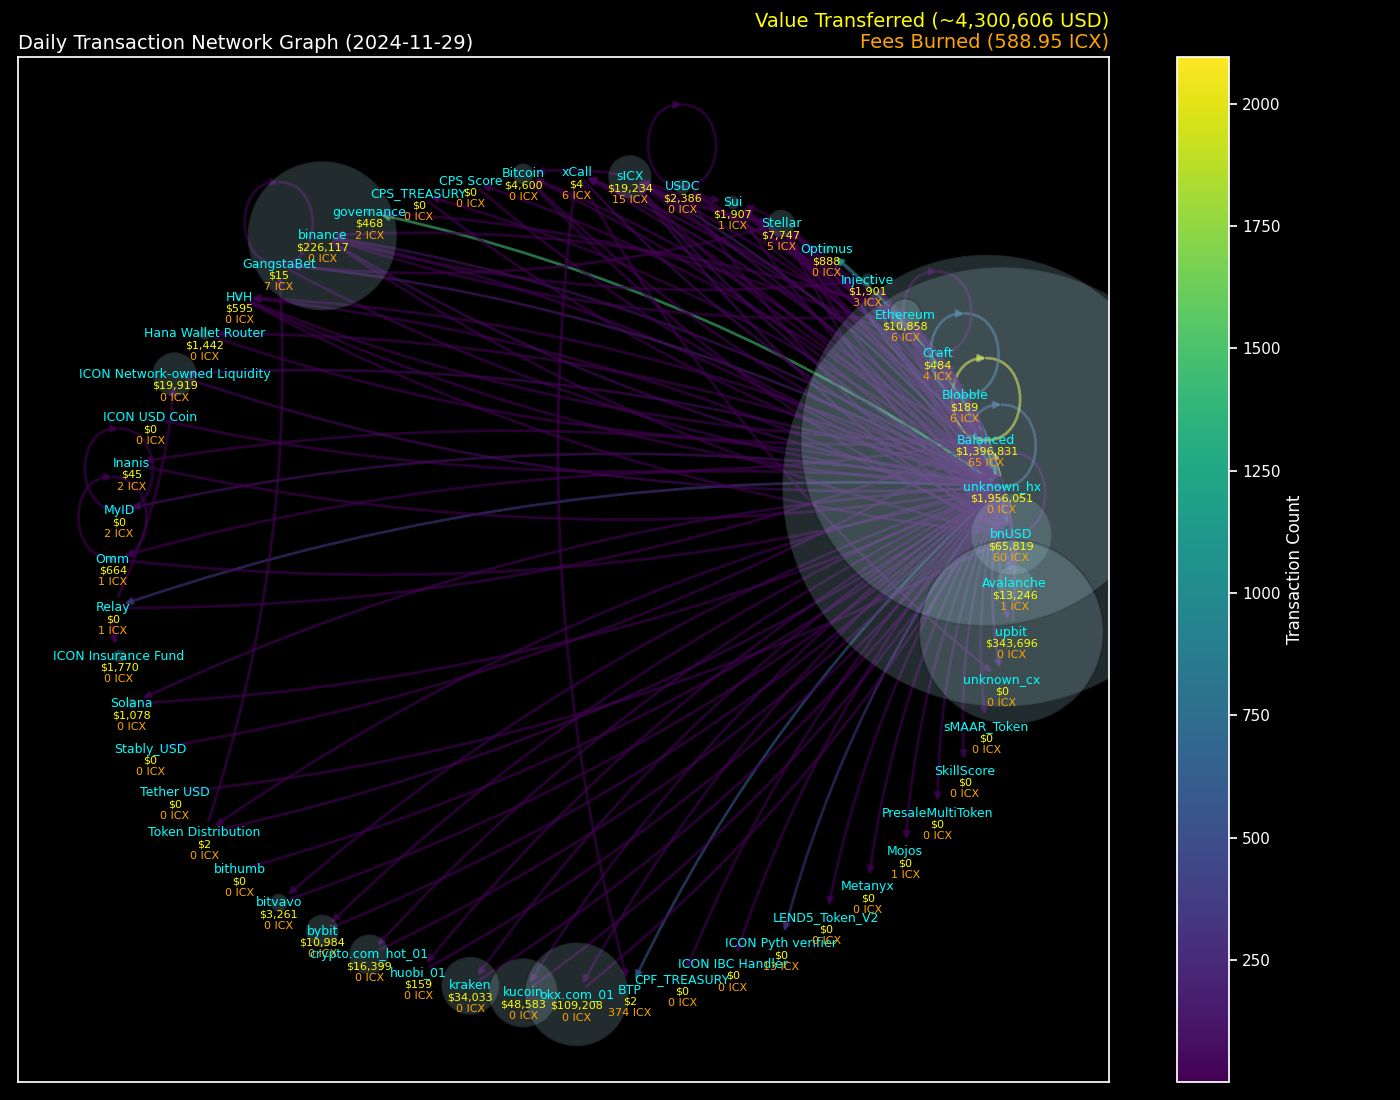 Value Transferred (~4,300,606 USD)
Daily Transaction Network Graph (2024-11-29)
Fees Burned (588.95 ICX)
Bitcoin
$4,600
0 ICX
xCall
$4
6 ICX
sICX
$19,234
15 ICX
USDC
$2,386
0 ICX
Sui
$1,907
1 ICX
Stellar
$7,747
5 ICX
Optimus
$888
0 ICX
Injective
$1,901
3 ICX
Ethereum
$10,858
6 ICX
Craft
$484
4 ICX
Blobble
$189
6 ICX
Balanced
$1,396,831
65 ICX
unknown_hx
$1,956,051
0 ICX
bnUSD
$65,819
60 ICX
Avalanche
$13,246
1 ICX
upbit
$343,696
0 ICX
unknown_cx
$0
0 ICX
sMAAR_Token
$0
0 ICX
SkillScore
$0
0 ICX
PresaleMultiToken
$0
0 ICX
Mojos
$0
1 ICX
Metanyx
$0
0 ICX
LEND5_Token_V2
$0
ICON Pyth verifier
$0
13 ICX
ICON IBC Handler
$0
0 ICX
CPF_TREASURY
$0
0 ICX
BTP
$2
374 ICX
okx.com_01
$109,208
0 ICX
kucoin
$48,583
0 ICX
kraken
$34,033
0 ICX
huobi_01
$159
0 ICX
crypto.com_hot_01
$16,399
0 ICX
bybit
$10,984
bitvavo
$3,261
0 ICX
bithumb
$0
0 ICX
Token Distribution
$2
0 ICX
Tether USD
$0
0 ICX
Stably_USD
$0
0 ICX
Solana
$1,078
0 ICX
ICON Insurance Fund
$1,770
0 ICX
Relay
$0
1 ICX
Omm
$664
1 ICX
MyID
$0
2 ICX
Inanis
$45
2 ICX
ICON USD Coin
$0
0 ICX
ICON Network-owned Liquidity
$19,919
0 ICX
Hana Wallet Router
$1,442
0 ICX
HVH
$595
0 ICX
GangstaBet
$15
7 ICX
binance
$226,117
0 ICX
governance
$468
2 ICX
CPS_TREASURY
$0
0 ICX
CPS Score
$0
0 ICX
2000
1750
1500
1250
1000
750
500
250
Transaction Count